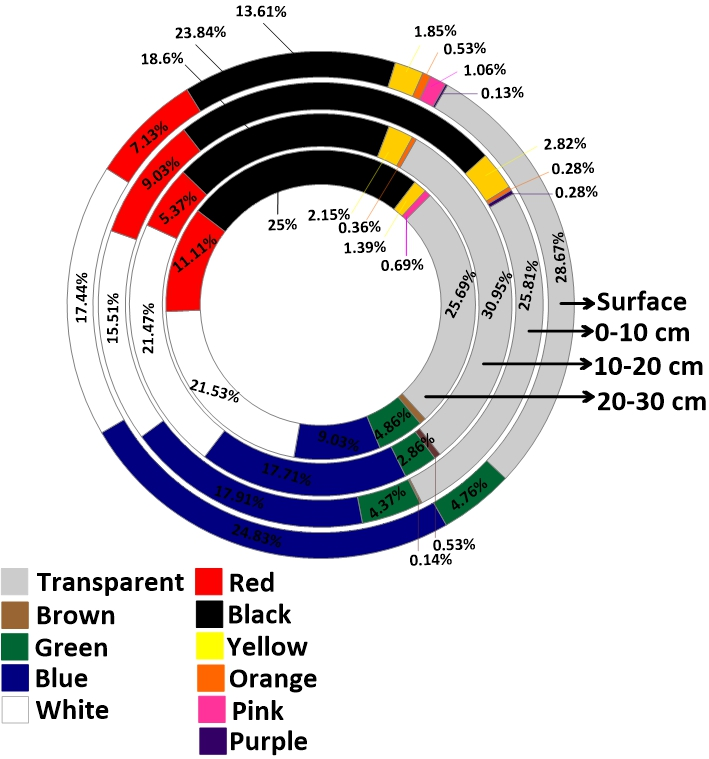 13.61%
23.84%
18.6%
1.85%
0.53%
1.06%
0.13%
7.13%
9.03%
5.37%
11.11%
2.82%
0.28%
0.28%
25%
2.15%
0.36%
1.39%
0.69%
17.44%
15.51%
21.47%
21.53%
25.69%
30.95%
25.81%
28.67%
Surface
0-10 cm
10-20 cm
20-30 cm
9.03%
4.86%
17.71%
2.86%
17.91%
4.37%
24.83%
4.76%
0.53%
0.14%
Transparent
Red
Brown
Black
Green
Yellow
Blue
Orange
White
Pink
Purple